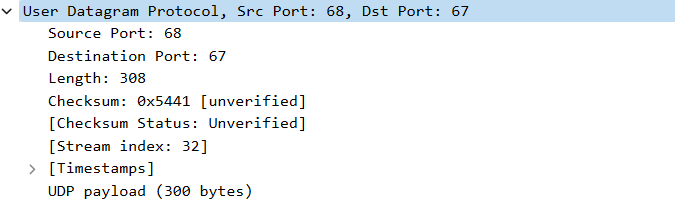 User Datagram Protocol, Src Port: 68, Dst Port: 67
Source Port: 68
Destination Port: 67
Length: 308
Checksum: 0x5441 [unverified]
[Checksum Status: Unverified]
[Stream index: 32]
[Timestamps]
UDP payload (300 bytes)